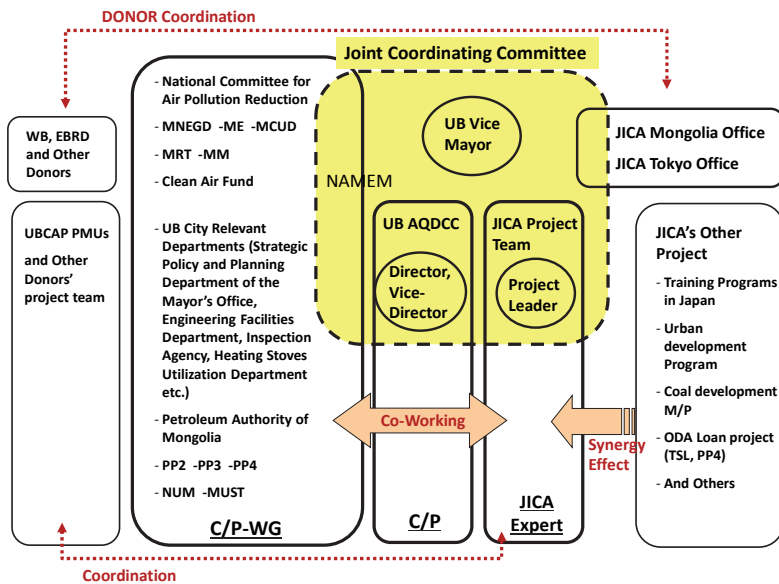 DONOR Coordination
Joint Coordinating Committee
WB, EBRD
and Other
Donors
UBCAP PMUs
and Other
Donors'
project team
- National Committee for
Air Pollution Reduction
- MNEGD -ME -MCUD
- MRT -MM
- Clean Air Fund
- UB City Relevant
Departments (Strategic
Policy and Planning
Department of the
Mayor's Office,
Engineering Facilities
Department, Inspection
Agency, Heating Stoves
Utilization Department
etc.)
- Petroleum Authority of
Mongolia
- PP2 -PP3 -PP4
- NUM -MUST
C/P-WG
NAMEM
UB Vice
Mayor
UB AQDCC
Director,
Vice-
Director
C/P
JICA Project
Team
Project
Leader
JICA
Expert
Co-Working
Synergy
Effect
JICA Mongolia Office
JICA Tokyo Office
JICA's Other
Project
- Training Programs
in Japan
- Urban
development
Program
- Coal development
M/P
- ODA Loan project
(TSL, PP4)
- And Others
Coordination